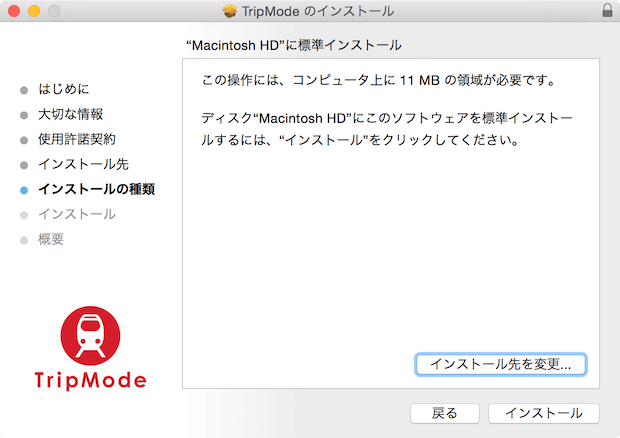 TripMode のインストール
“Macintosh HD”に標準インストール
はじめに
大切な情報
使用許諾契約
インストール先
インストールの種類
インストール
概要
この操作には、コンピュータ上に 11 MB の領域が必要です。
ディスク“Macintosh HD”にこのソフトウェアを標準インストー
ルするには、“インストール”をクリックしてください。
TripMode
インストール先を変更...
戻る
インストール